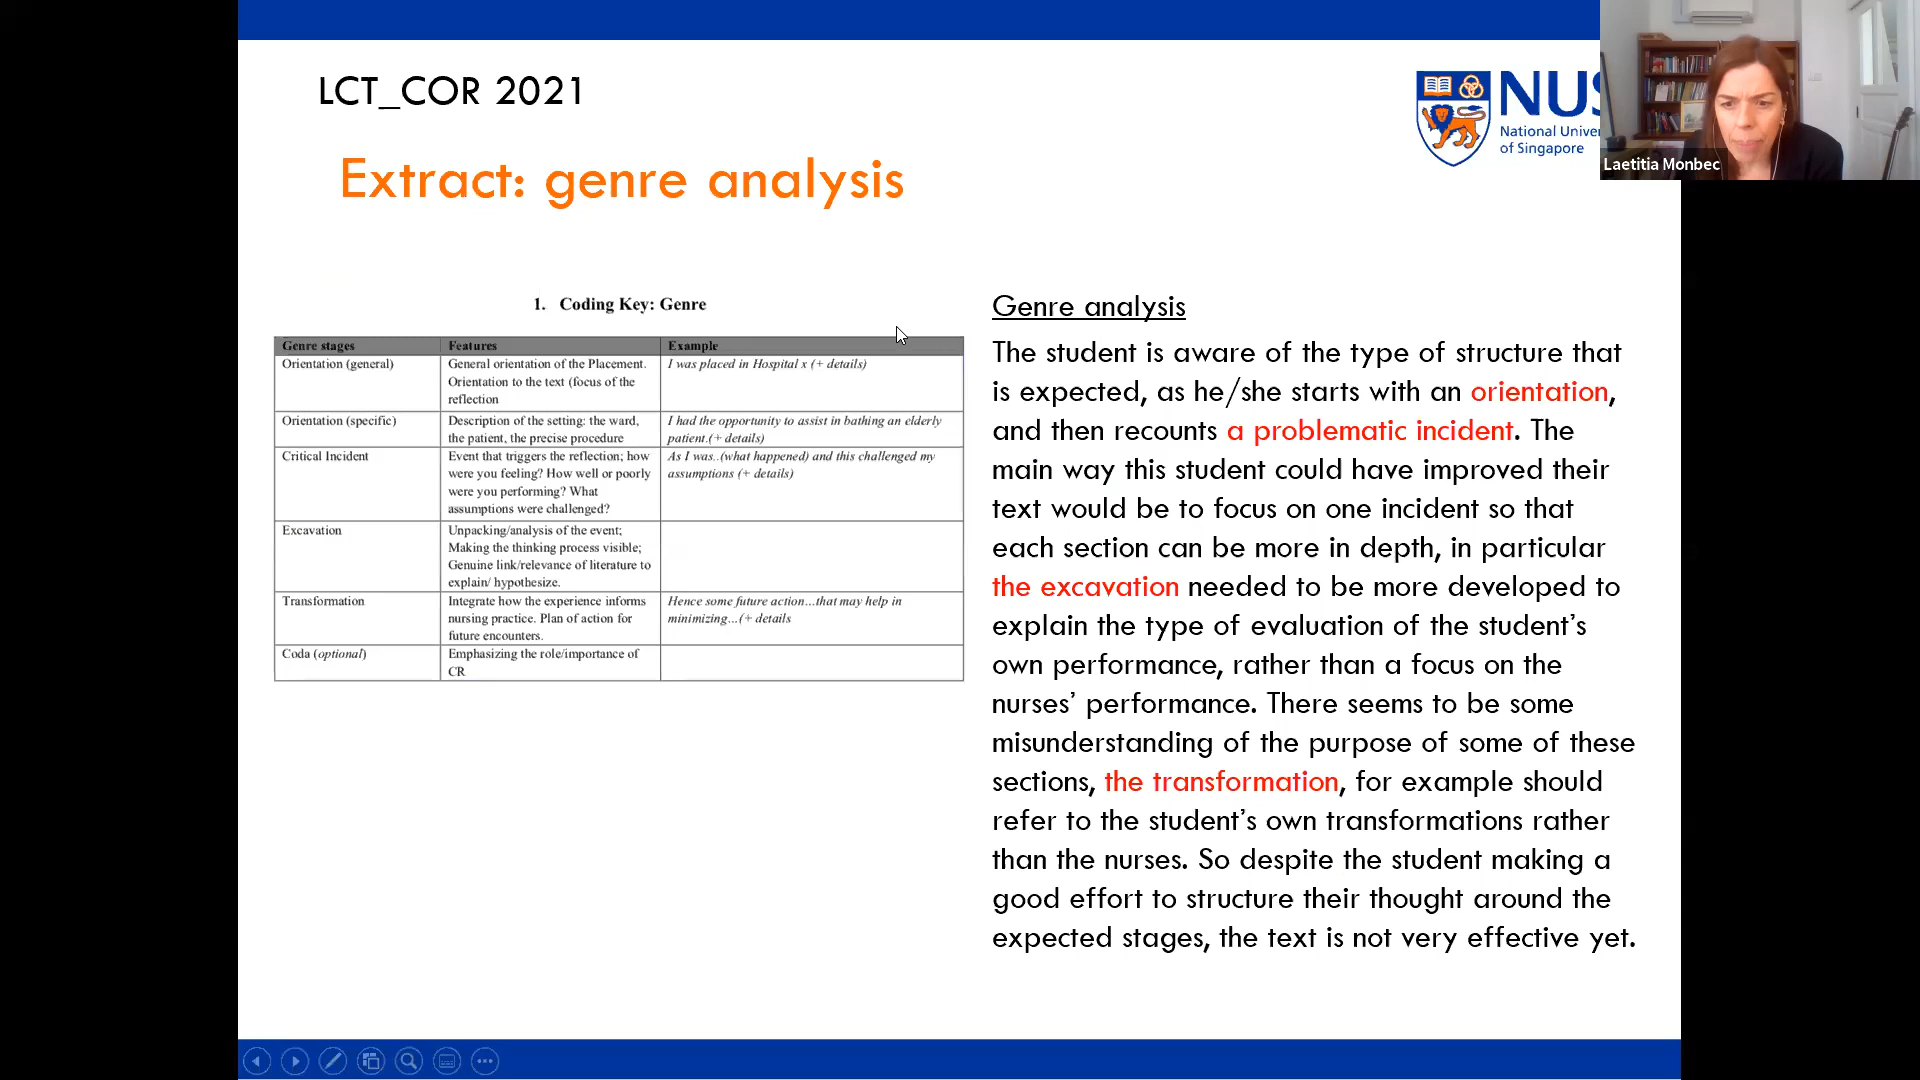 LCT_COR 2021
NUS
National Univer
of Singapore
Laetitia Monbec
Extract: genre analysis
1. Coding Key: Genre
Genre stages Features Example
Orientation (general) General orientation of the Placement. I was placed in Hospital x (+ details)
Orientation to the text (focus of the
reflection
Orientation (specific) Description of the setting: the ward, I had the opportunity to assist in bathing an elderly
the patient, the precise procedure patient.(+ details)
Critical Incident Event that triggers the reflection; how As I was..(what happened) and this challenged my
were you feeling? How well or poorly assumptions (+ details)
were you performing? What
assumptions were challenged?
Excavation Unpacking/analysis of the event;
Making the thinking process visible;
Genuine link/relevance of literature to
explain/ hypothesize.
Transformation Integrate how the experience informs Hence some future action...that may help in
nursing practice. Plan of action for minimizing...(+ details
future encounters.
Coda (optional) Emphasizing the role/importance of
CR
Genre analysis
The student is aware of the type of structure that
is expected, as he/she starts with an orientation,
and then recounts a problematic incident. The
main way this student could have improved their
text would be to focus on one incident so that
each section can be more in depth, in particular
the excavation needed to be more developed to
explain the type of evaluation of the student’s
own performance, rather than a focus on the
nurses’ performance. There seems to be some
misunderstanding of the purpose of some of these
sections, the transformation, for example should
refer to the student’s own transformations rather
than the nurses. So despite the student making a
good effort to structure their thought around the
expected stages, the text is not very effective yet.